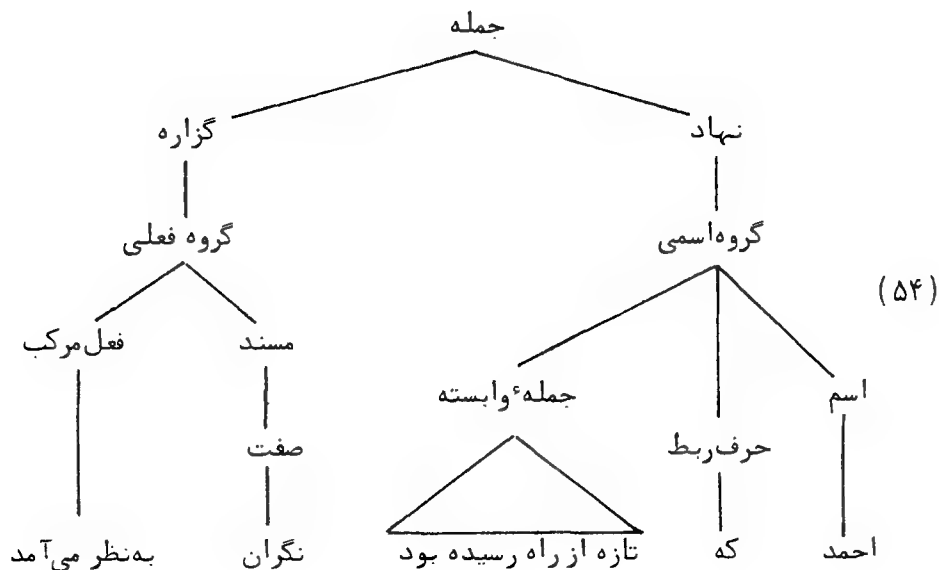 جمله
نهاد گزاره
گروه‌اسمی گروه فعلی
(۵۴)
مسند فعل‌مرکب
اسم جملهٔ‌وابسته
حرف‌ربط صفت
احمد که تازه از راه رسیده بود نگران به‌نظر می‌آمد